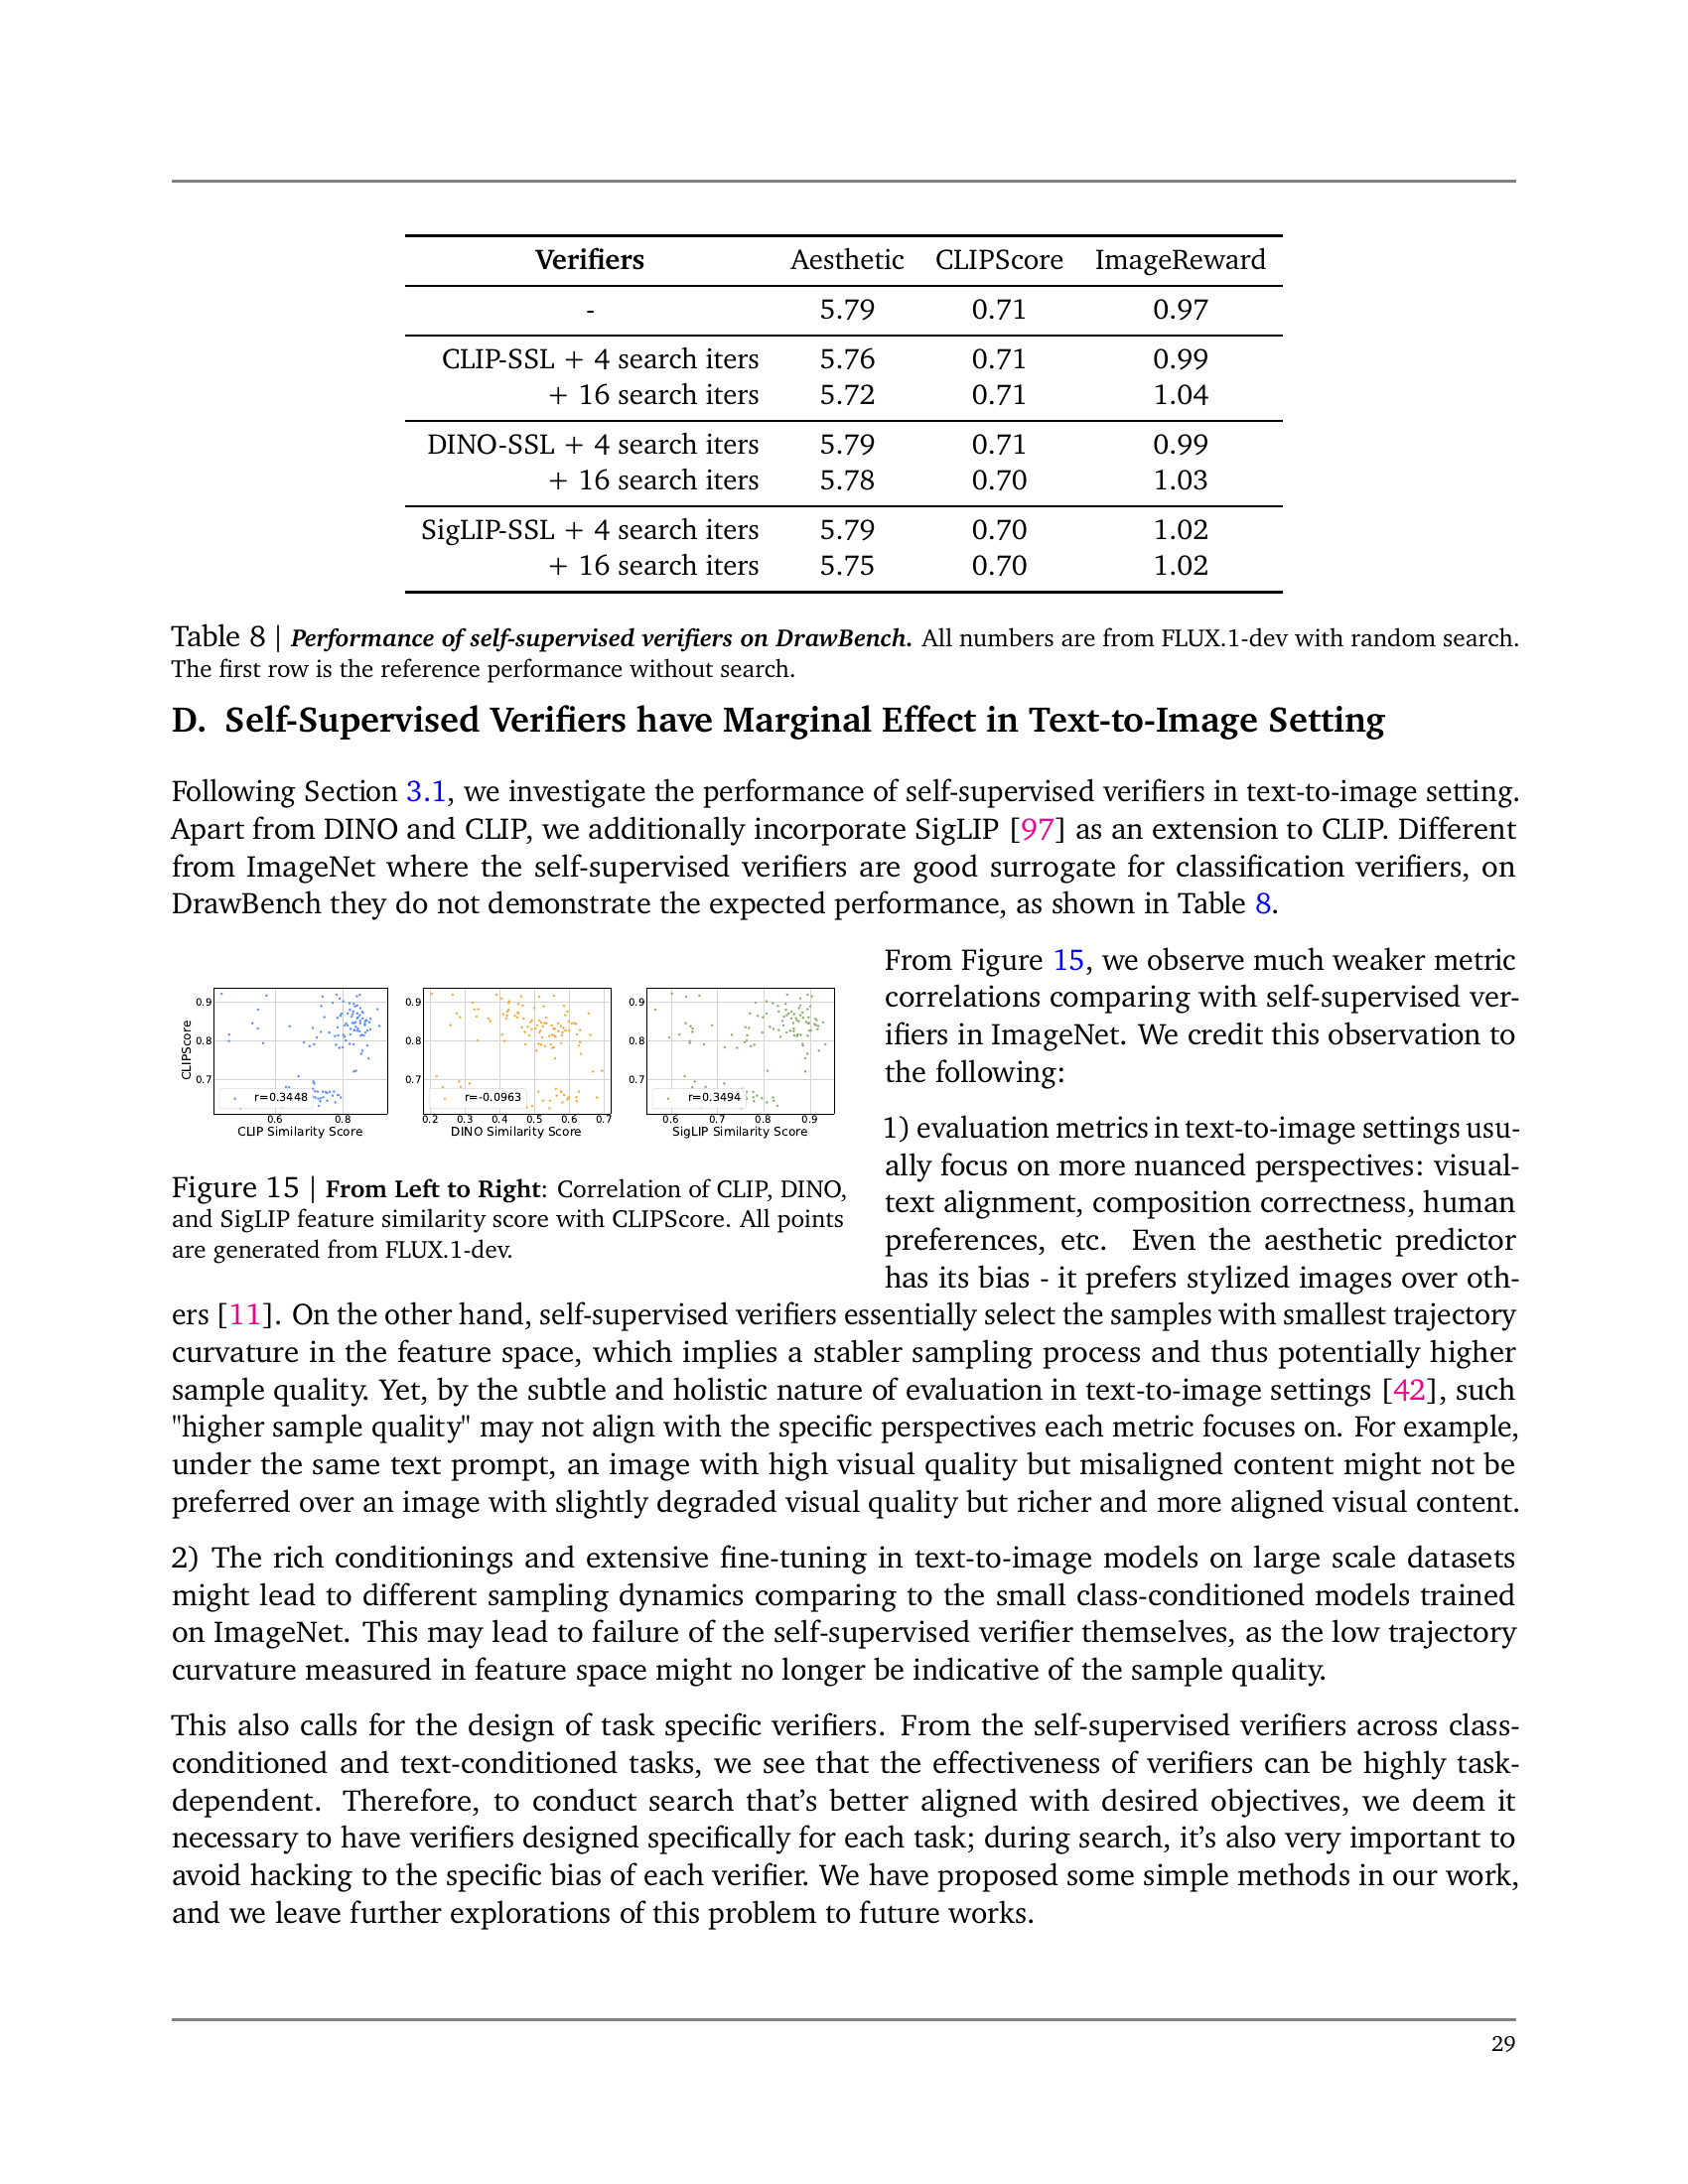 Verifiers Aesthetic CLIPScore ImageReward
- 5.79 0.71 0.97
CLIP-SSL + 4 search iters 5.76 0.71 0.99
+ 16 search iters 5.72 0.71 1.04
DINO-SSL + 4 search iters 5.79 0.71 0.99
+ 16 search iters 5.78 0.70 1.03
SigLIP-SSL + 4 search iters 5.79 0.70 1.02
+ 16 search iters 5.75 0.70 1.02
Table 8 | Performance of self-supervised verifiers on DrawBench. All numbers are from FLUX.1-dev with random search.
The first row is the reference performance without search.
D. Self-Supervised Verifiers have Marginal Effect in Text-to-Image Setting
Following Section 3.1, we investigate the performance of self-supervised verifiers in text-to-image setting.
Apart from DINO and CLIP, we additionally incorporate SigLIP [97] as an extension to CLIP. Different
from ImageNet where the self-supervised verifiers are good surrogate for classification verifiers, on
DrawBench they do not demonstrate the expected performance, as shown in Table 8.
CLIPScore
0.9
0.8
0.7
r=0.3448
0.6 0.8
CLIP Similarity Score
0.9
0.8
0.7
r=-0.0963
0.2 0.3 0.4 0.5 0.6 0.7
DINO Similarity Score
0.9
0.8
0.7
r=0.3494
0.6 0.7 0.8 0.9
SigLIP Similarity Score
Figure 15 | From Left to Right: Correlation of CLIP, DINO,
and SigLIP feature similarity score with CLIPScore. All points
are generated from FLUX.1-dev.
From Figure 15, we observe much weaker metric
correlations comparing with self-supervised ver-
ifiers in ImageNet. We credit this observation to
the following:
1) evaluation metrics in text-to-image settings usu-
ally focus on more nuanced perspectives: visual-
text alignment, composition correctness, human
preferences, etc. Even the aesthetic predictor
has its bias - it prefers stylized images over oth-
ers [11]. On the other hand, self-supervised verifiers essentially select the samples with smallest trajectory
curvature in the feature space, which implies a stabler sampling process and thus potentially higher
sample quality. Yet, by the subtle and holistic nature of evaluation in text-to-image settings [42], such
"higher sample quality" may not align with the specific perspectives each metric focuses on. For example,
under the same text prompt, an image with high visual quality but misaligned content might not be
preferred over an image with slightly degraded visual quality but richer and more aligned visual content.
2) The rich conditionings and extensive fine-tuning in text-to-image models on large scale datasets
might lead to different sampling dynamics comparing to the small class-conditioned models trained
on ImageNet. This may lead to failure of the self-supervised verifier themselves, as the low trajectory
curvature measured in feature space might no longer be indicative of the sample quality.
This also calls for the design of task specific verifiers. From the self-supervised verifiers across class-
conditioned and text-conditioned tasks, we see that the effectiveness of verifiers can be highly task-
dependent. Therefore, to conduct search that's better aligned with desired objectives, we deem it
necessary to have verifiers designed specifically for each task; during search, it's also very important to
avoid hacking to the specific bias of each verifier. We have proposed some simple methods in our work,
and we leave further explorations of this problem to future works.
29